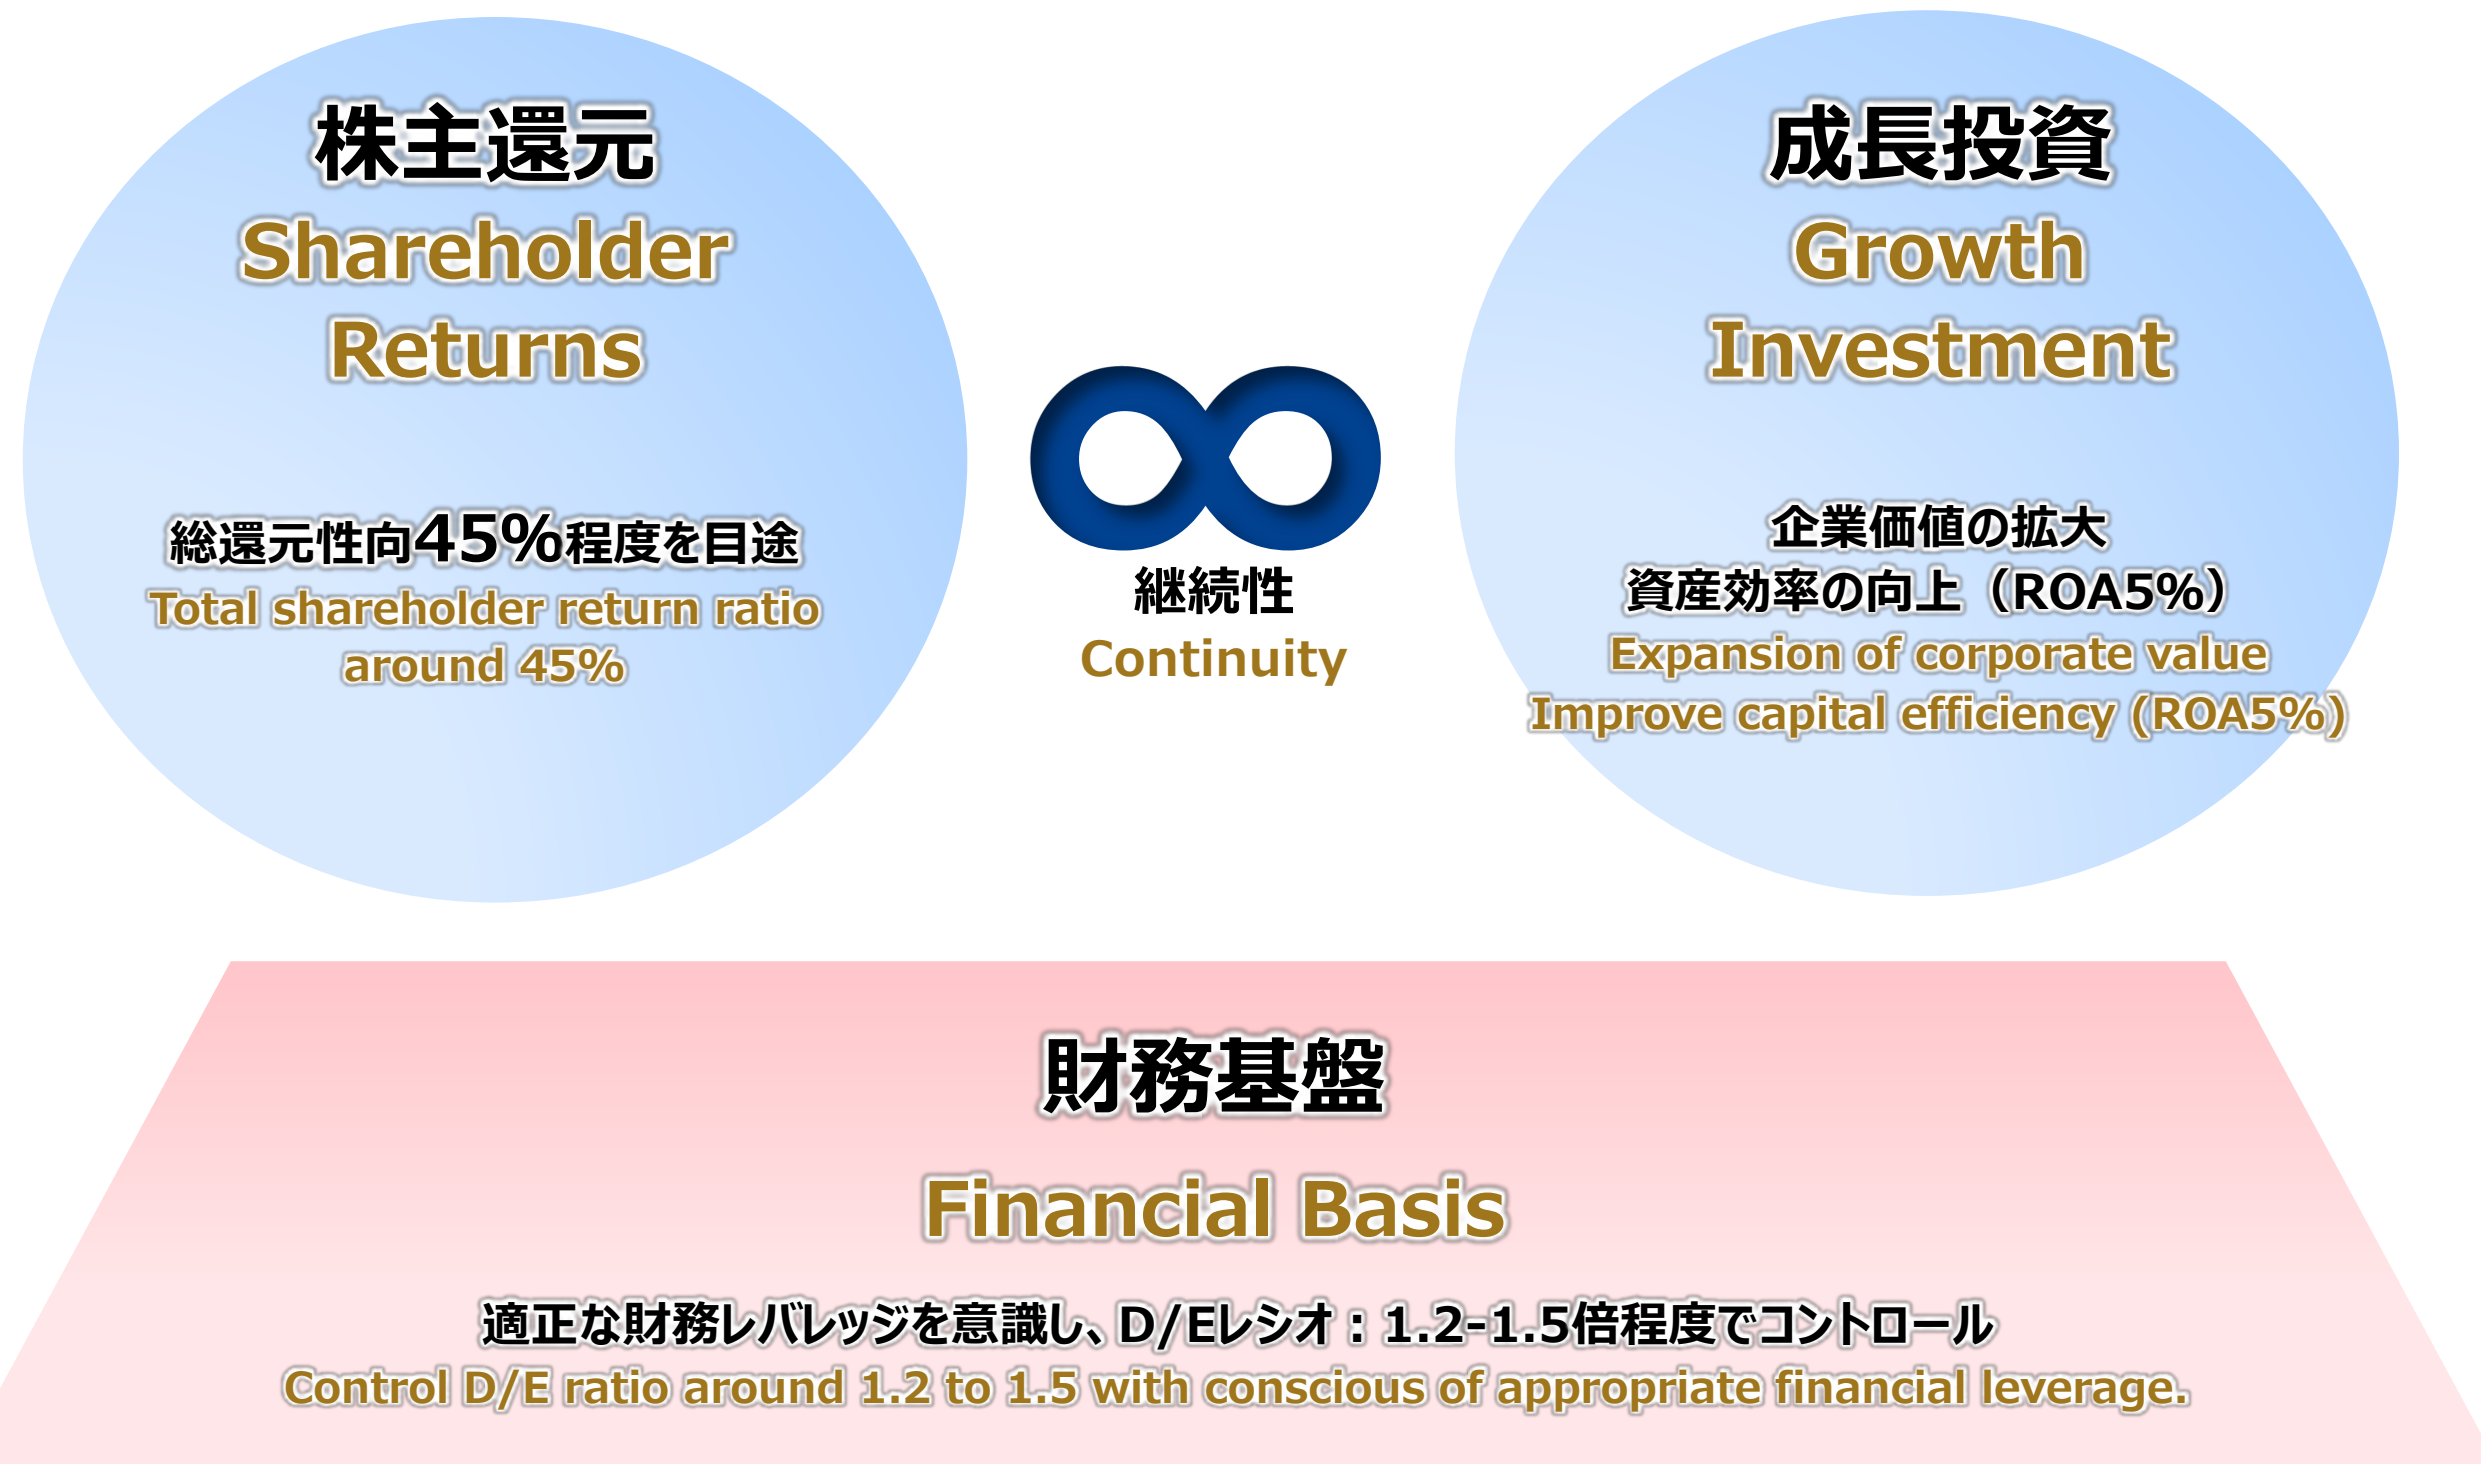 株主還元
Shareholder
Returns
総還元性向45%程度を目途
Total shareholder return ratio
around 45%
継続性
Continuity
成長投資
Growth
Investment
企業価値の拡大
資産効率の向上（ROA5%）
Expansion of corporate value
Improve capital efficiency (ROA5%)
財務基盤
Financial Basis
適正な財務レバレッジを意識し、D/Eレシオ：1.2-1.5倍程度でコントロール
Control D/E ratio around 1.2 to 1.5 with conscious of appropriate financial leverage.